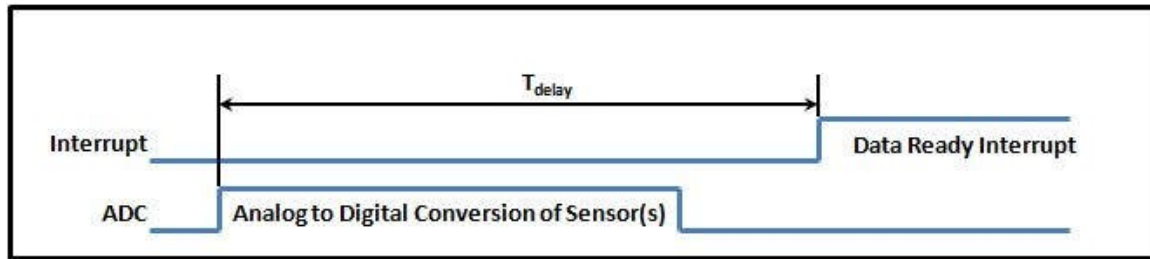 Tdelay
Interrupt
Data Ready Interrupt
ADC
Analog to Digital Conversion of Sensor(s)